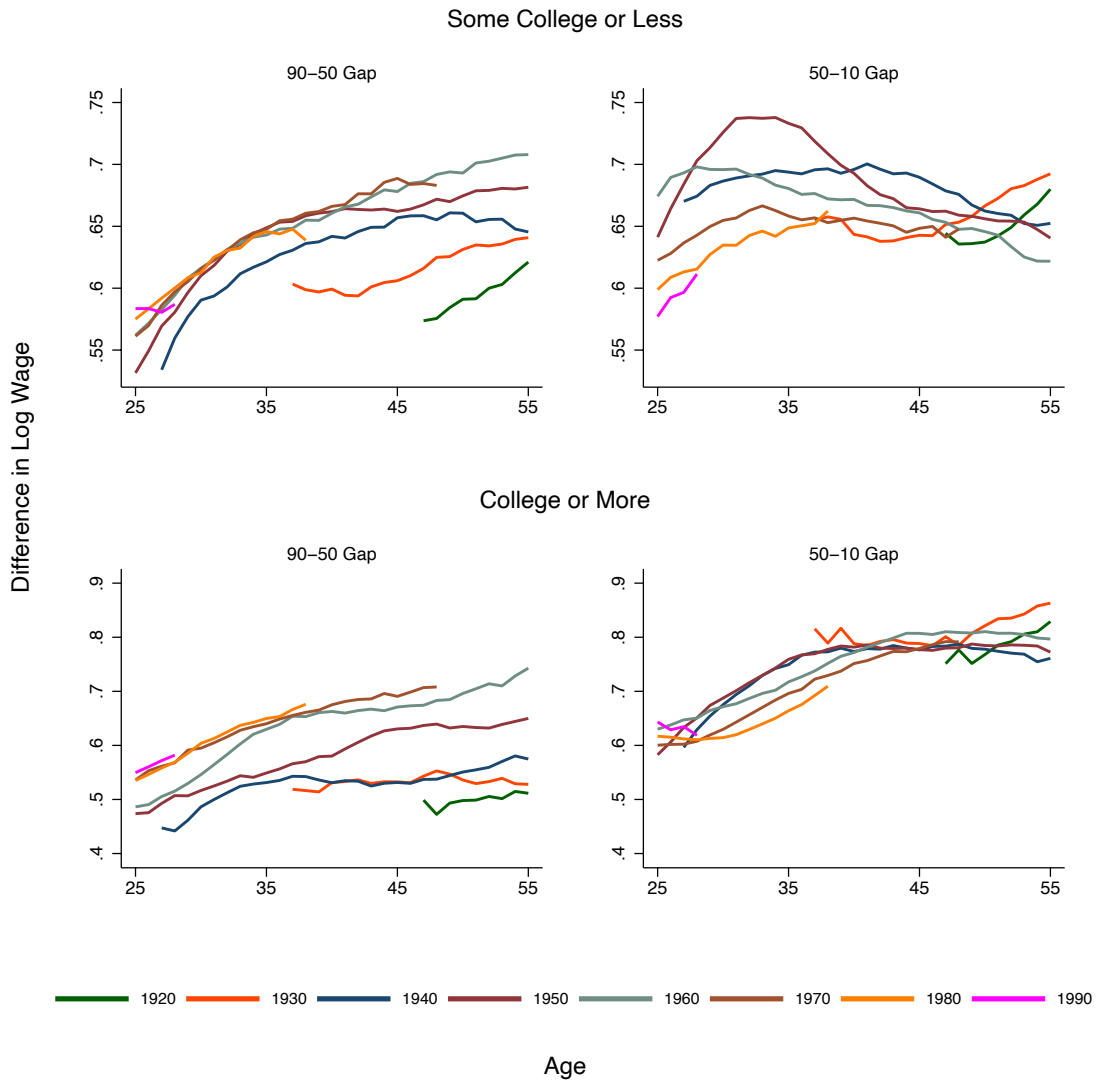 Some College or Less
90–50 Gap
.75
.7
.65
.6
.55
25 35 45 55
50–10 Gap
.75
.7
.65
.6
.55
25 35 45 55
Difference in Log Wage
College or More
90–50 Gap
.9
.8
.7
.6
.5
.4
25 35 45 55
50–10 Gap
.9
.8
.7
.6
.5
.4
25 35 45 55
1920 1930 1940 1950 1960 1970 1980 1990
Age